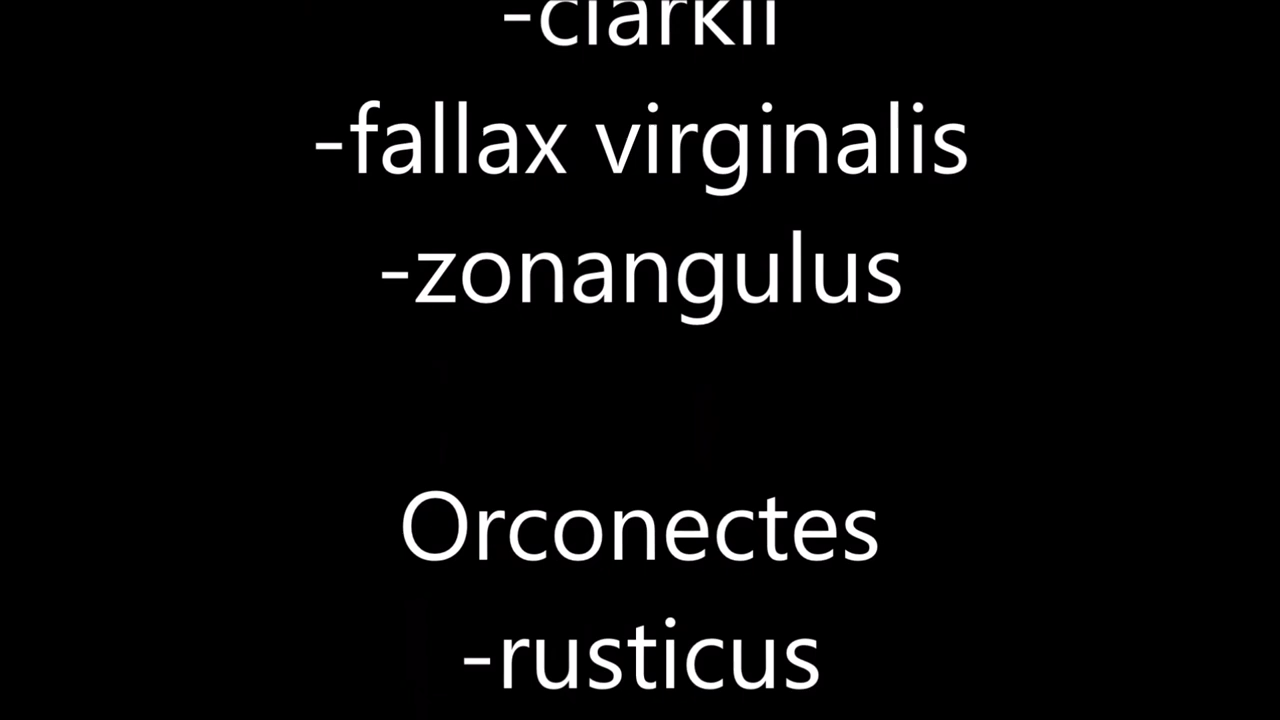 -clarkii
-fallax virginalis
-zonangulus
Orconectes
-rusticus